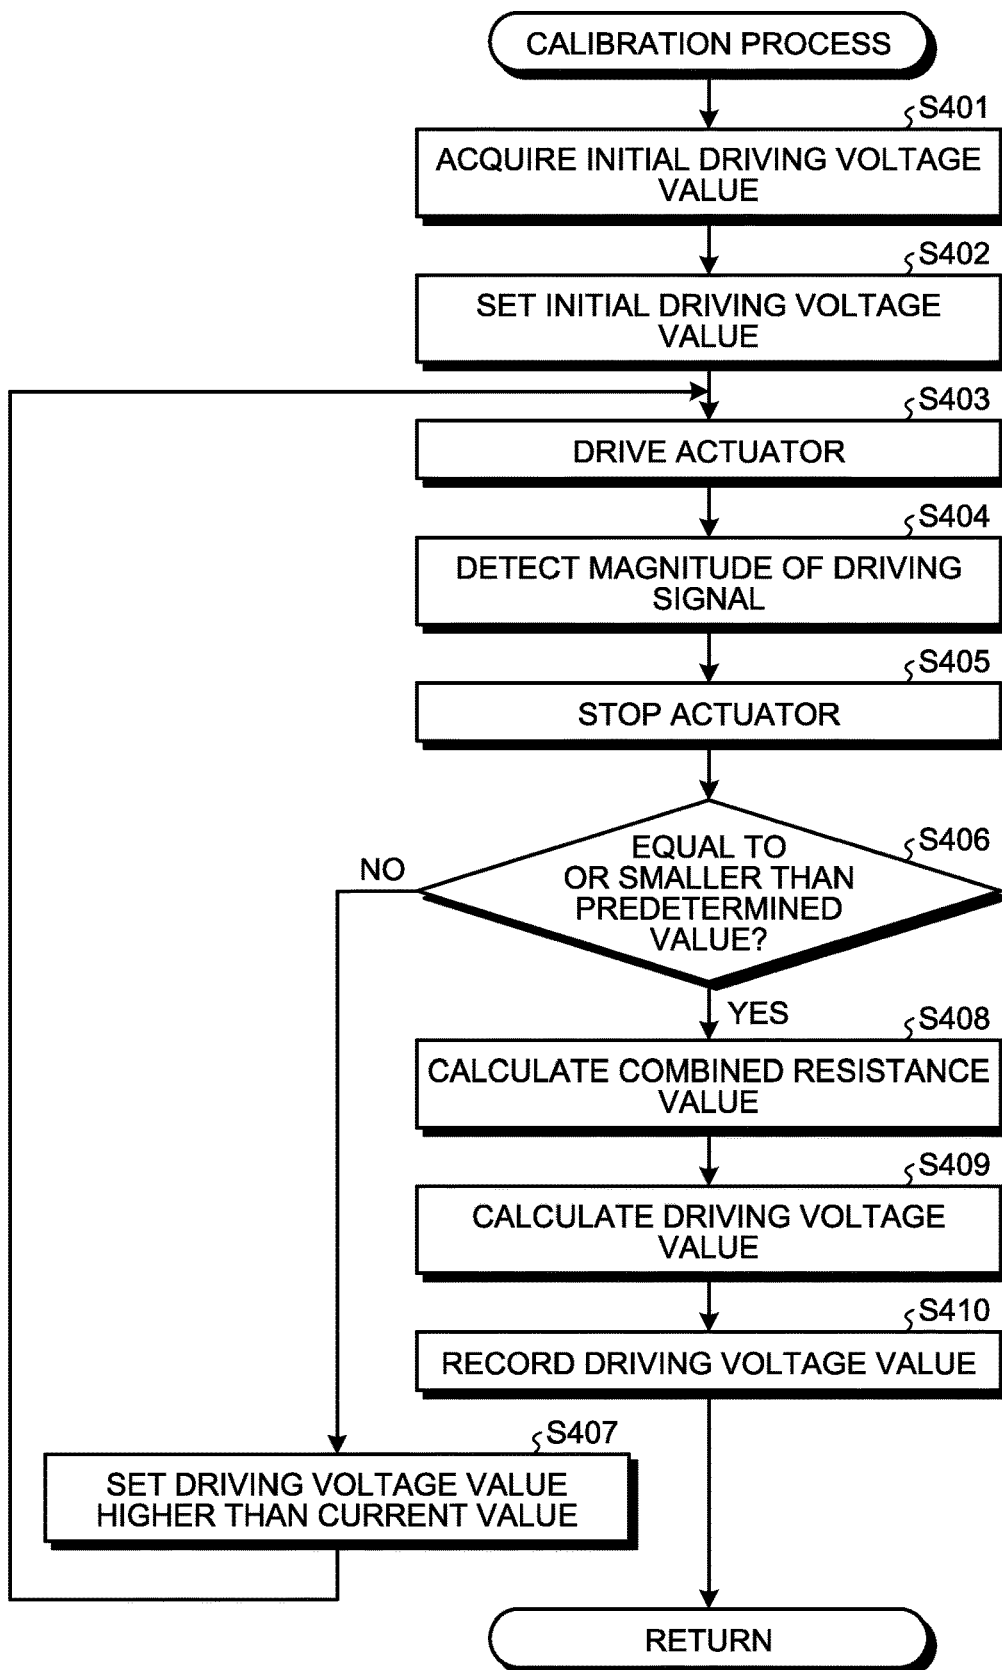 CALIBRATION PROCESS
S401
ACQUIRE INITIAL DRIVING VOLTAGE
VALUE
S402
SET INITIAL DRIVING VOLTAGE
VALUE
S403
DRIVE ACTUATOR
S404
DETECT MAGNITUDE OF DRIVING
SIGNAL
S405
STOP ACTUATOR
S406
EQUAL TO
OR SMALLER THAN
PREDETERMINED
VALUE?
NO
YES
S408
CALCULATE COMBINED RESISTANCE
VALUE
S409
CALCULATE DRIVING VOLTAGE
VALUE
S410
RECORD DRIVING VOLTAGE VALUE
S407
SET DRIVING VOLTAGE VALUE
HIGHER THAN CURRENT VALUE
RETURN